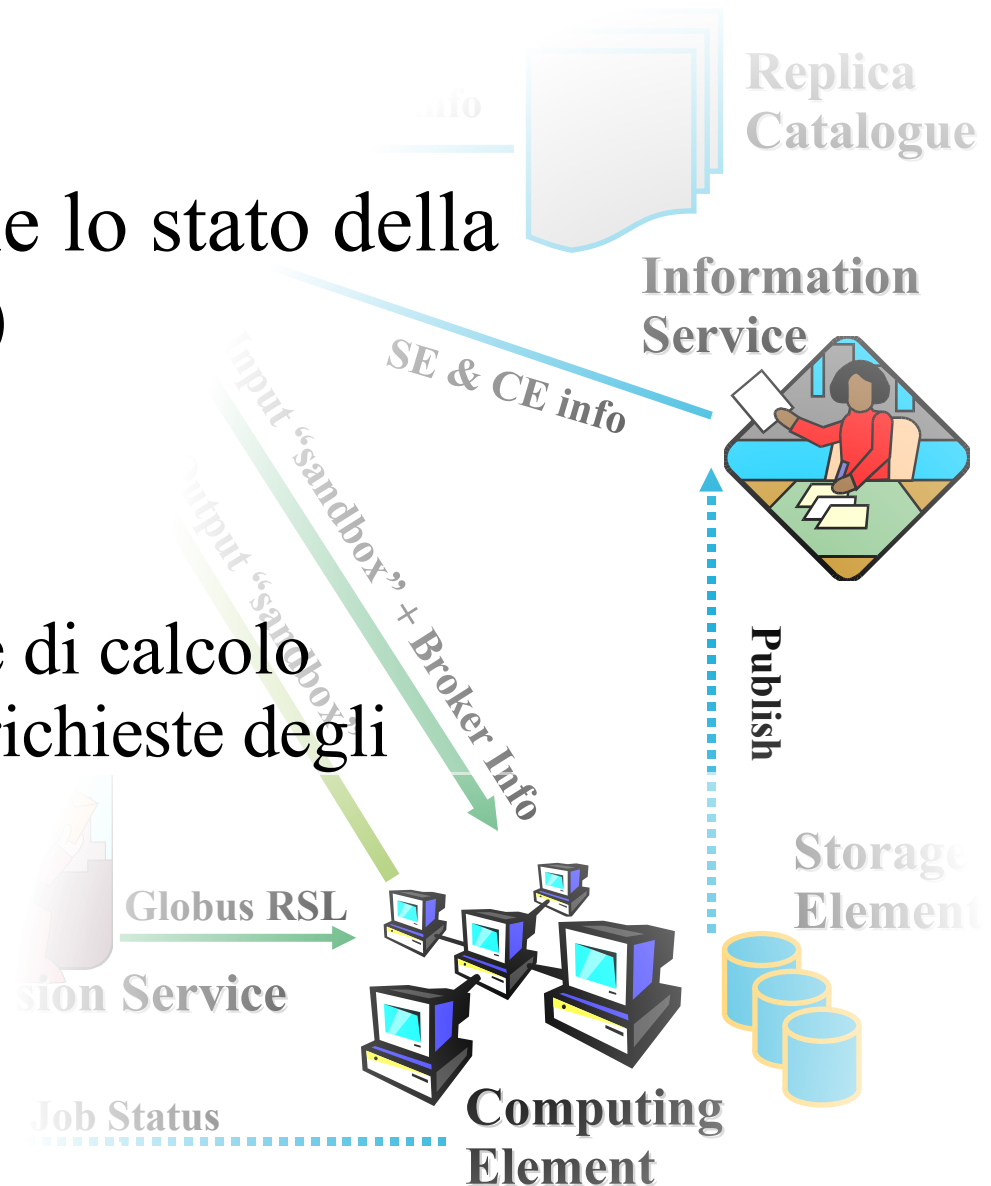 Replica
Catalogue
lo stato della
)
Information
Service
SE & CE info
Input “sandbox” + Broker Info
“sandbox”
di calcolo
richieste degli
Publish
Storage
Element
Globus RSL
Service
Job Status
Computing
Element